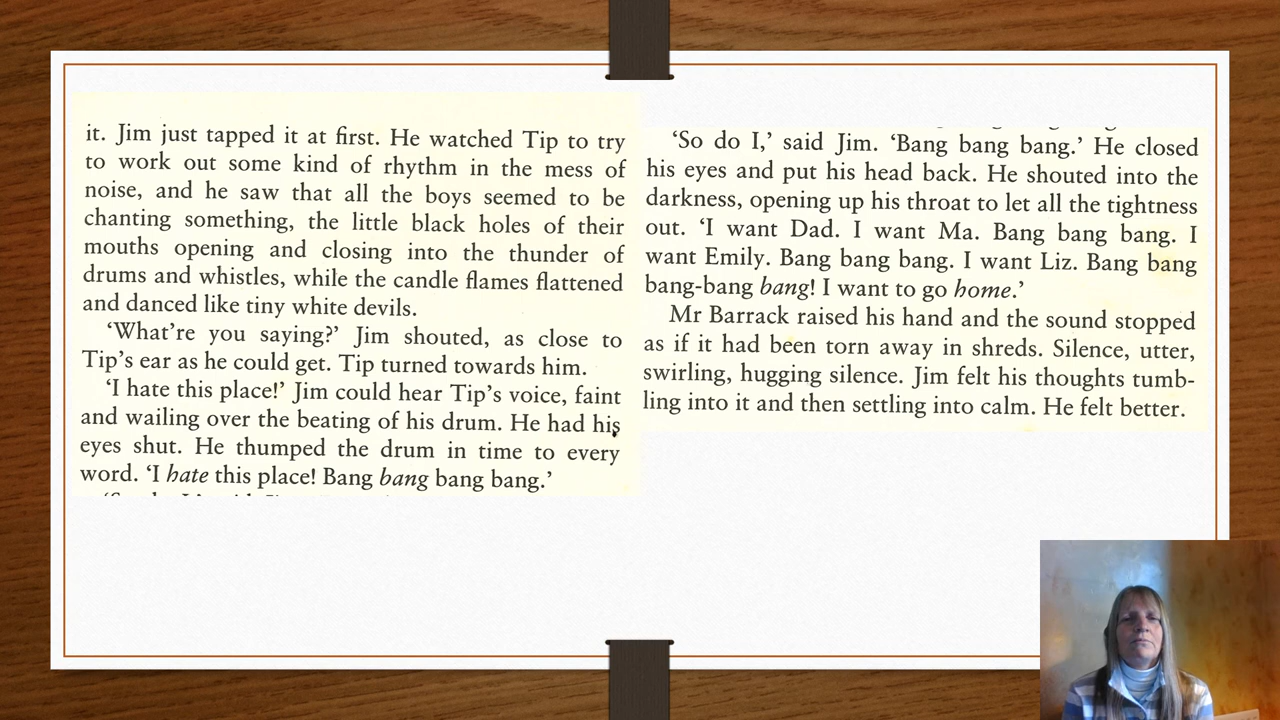 it. Jim just tapped it at first. He watched Tip to try
to work out some kind of rhythm in the mess of
noise, and he saw that all the boys seemed to be
chanting something, the little black holes of their
mouths opening and closing into the thunder of
drums and whistles, while the candle flames flattened
and danced like tiny white devils.
‘What’re you saying?’ Jim shouted, as close to
Tip’s ear as he could get. Tip turned towards him.
‘I hate this place!’ Jim could hear Tip’s voice, faint
and wailing over the beating of his drum. He had his
eyes shut. He thumped the drum in time to every
word. ‘I hate this place! Bang bang bang bang.’
‘So do I,’ said Jim. ‘Bang bang bang.’ He closed
his eyes and put his head back. He shouted into the
darkness, opening up his throat to let all the tightness
out. ‘I want Dad. I want Ma. Bang bang bang. I
want Emily. Bang bang bang. I want Liz. Bang bang
bang-bang bang! I want to go home.’
Mr Barrack raised his hand and the sound stopped
as if it had been torn away in shreds. Silence, utter,
swirling, hugging silence. Jim felt his thoughts tumb-
ling into it and then settling into calm. He felt better.